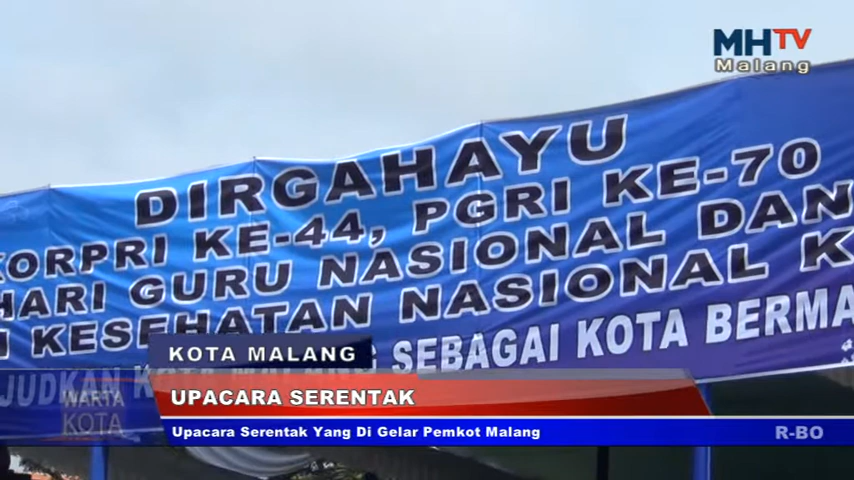 MHTV
Malang
DIRGAHAYU
KORPRI KE-44, PGRI KE-70
HARI GURU NASIONAL DAN
KESEHATAN NASIONAL
SEBAGAI KOTA
KOTA MALANG
UPACARA SERENTAK
WARTA
KOTA
Upacara Serentak Yang Di Gelar Pemkot Malang
R-BO